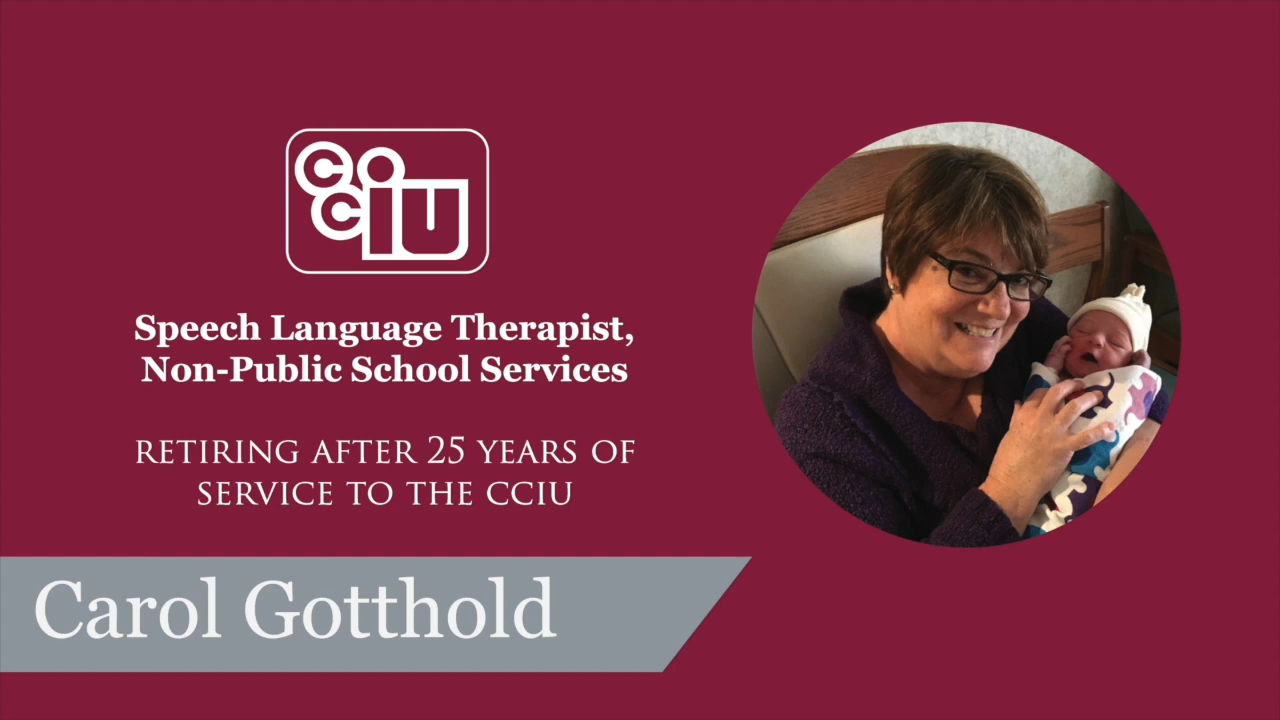 CCIU
Speech Language Therapist,
Non-Public School Services
RETIRING AFTER 25 YEARS OF
SERVICE TO THE CCIU
Carol Gotthold